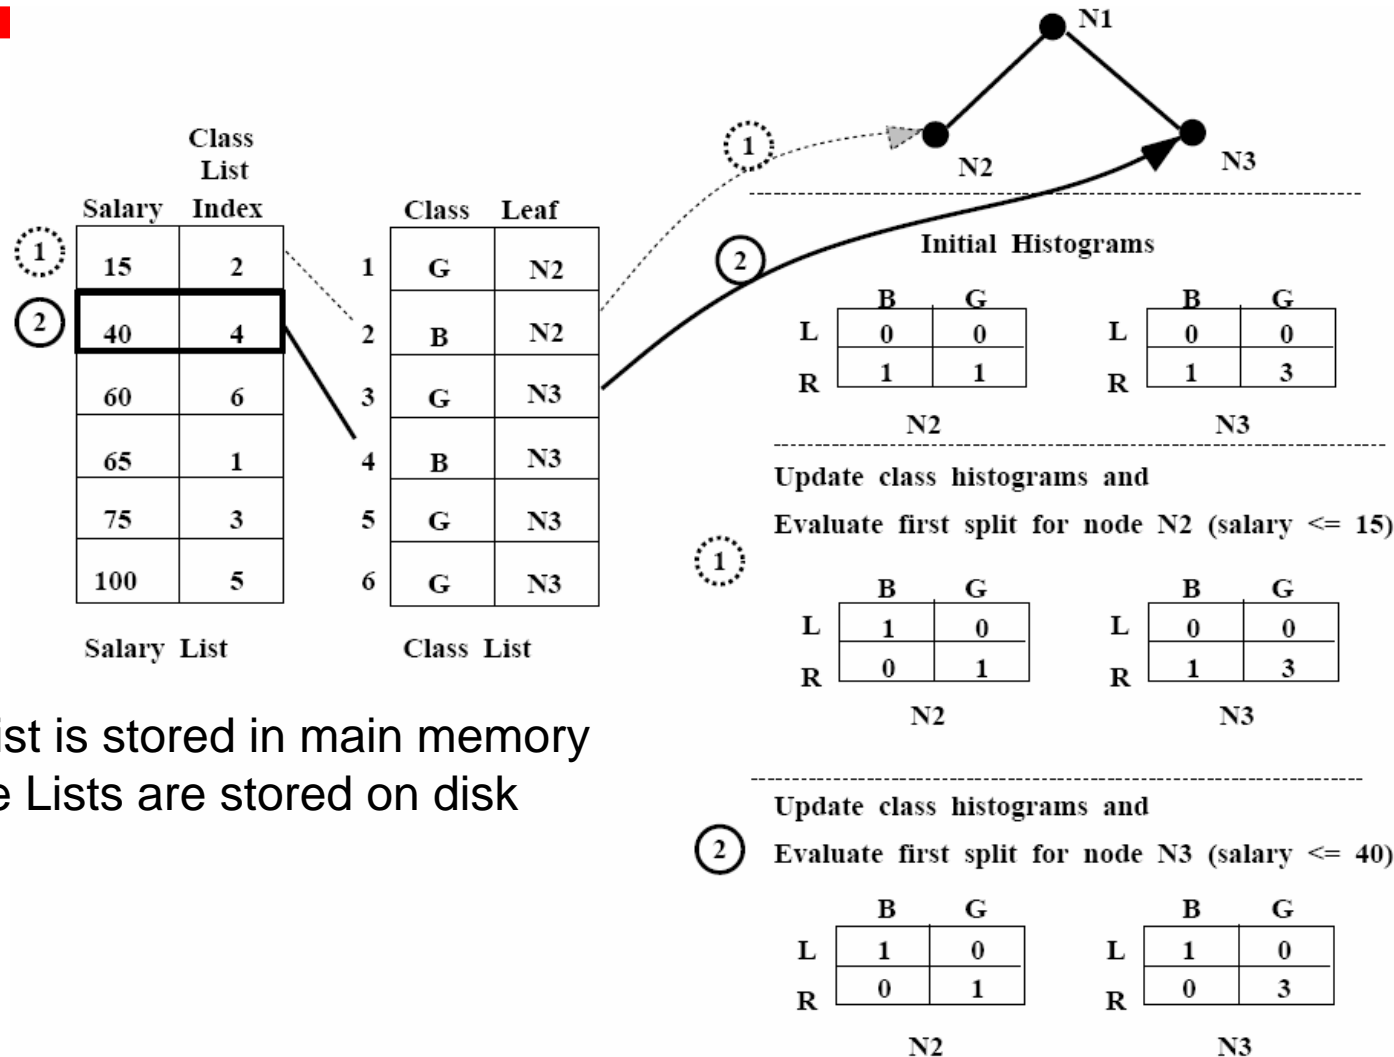 N1
1
N2
N3
Class
List
Salary Index
1 15 2
2 40 4
60 6
65 1
75 3
100 5
Salary List
Class Leaf
1 G N2
2 B N2
3 G N3
4 B N3
5 G N3
6 G N3
Class List
2
Initial Histograms
B G
L 0 0
R 1 1
N2
B G
L 0 0
R 1 3
N3
Update class histograms and
1 Evaluate first split for node N2 (salary <= 15)
B G
L 1 0
R 0 1
N2
B G
L 0 0
R 1 3
N3
ist is stored in main memory
e Lists are stored on disk
Update class histograms and
2 Evaluate first split for node N3 (salary <= 40)
B G
L 1 0
R 0 1
N2
B G
L 1 0
R 0 3
N3